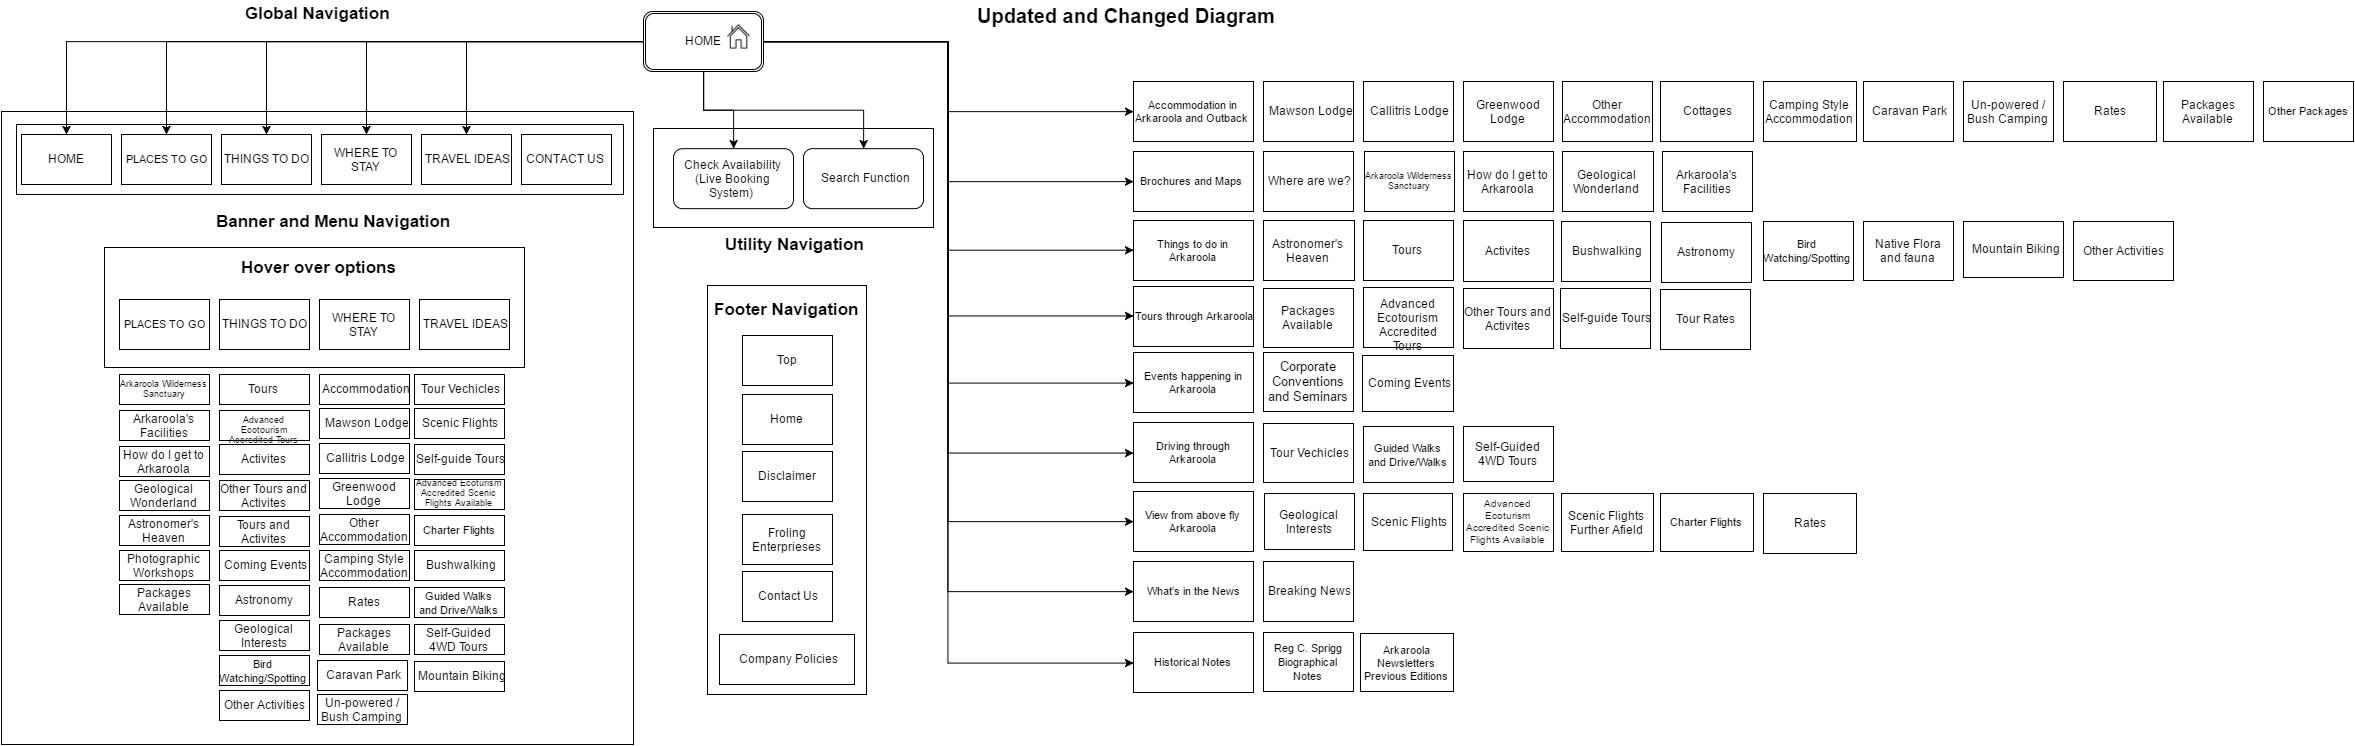 Global Navigation
HOME
Updated and Changed Diagram
HOME
PLACES TO GO
THINGS TO DO
WHERE TO
STAY
TRAVEL IDEAS
CONTACT US
Banner and Menu Navigation
Hover over options
PLACES TO GO
THINGS TO DO
WHERE TO
STAY
TRAVEL IDEAS
Arkaroola Wilderness
Sanctuary
Arkaroola's
Facilities
How do I get to
Arkaroola
Geological
Wonderland
Astronomer's
Heaven
Photographic
Workshops
Packages
Available
Tours
Advanced
Ecotourism
Accredited Tours
Activites
Other Tours and
Activites
Tours and
Activites
Coming Events
Astronomy
Geological
Interests
Bird
Watching/Spotting
Other Activities
Accommodation
Mawson Lodge
Callitris Lodge
Greenwood
Lodge
Other
Accommodation
Camping Style
Accommodation
Rates
Packages
Available
Caravan Park
Un-powered /
Bush Camping
Tour Vechicles
Scenic Flights
Self-guide Tours
Advanced Ecoturism
Accredited Scenic
Flights Available
Charter Flights
Bushwalking
Guided Walks
and Drive/Walks
Self-Guided
4WD Tours
Mountain Biking
Check Availability
(Live Booking
System)
Search Function
Utility Navigation
Footer Navigation
Top
Home
Disclaimer
Froling
Enterprieses
Contact Us
Company Policies
Accommodation in
Arkaroola and Outback
Mawson Lodge
Callitris Lodge
Greenwood
Lodge
Other
Accommodation
Cottages
Camping Style
Accommodation
Caravan Park
Un-powered /
Bush Camping
Rates
Packages
Available
Other Packages
Brochures and Maps
Where are we?
Arkaroola Wilderness
Sanctuary
How do I get to
Arkaroola
Geological
Wonderland
Arkaroola's
Facilities
Things to do in
Arkaroola
Astronomer's
Heaven
Tours
Activites
Bushwalking
Astronomy
Bird
Watching/Spotting
Native Flora
and fauna
Mountain Biking
Other Activities
Tours through Arkaroola
Packages
Available
Advanced
Ecotourism
Accredited
Tours
Other Tours and
Activites
Self-guide Tours
Tour Rates
Events happening in
Arkaroola
Corporate
Conventions
and Seminars
Coming Events
Driving through
Arkaroola
Tour Vechicles
Guided Walks
and Drive/Walks
Self-Guided
4WD Tours
View from above fly
Arkaroola
Geological
Interests
Scenic Flights
Advanced
Ecoturism
Accredited Scenic
Flights Available
Scenic Flights
Further Afield
Charter Flights
Rates
What's in the News
Breaking News
Historical Notes
Reg C. Sprigg
Biographical
Notes
Arkaroola
Newsletters
Previous Editions